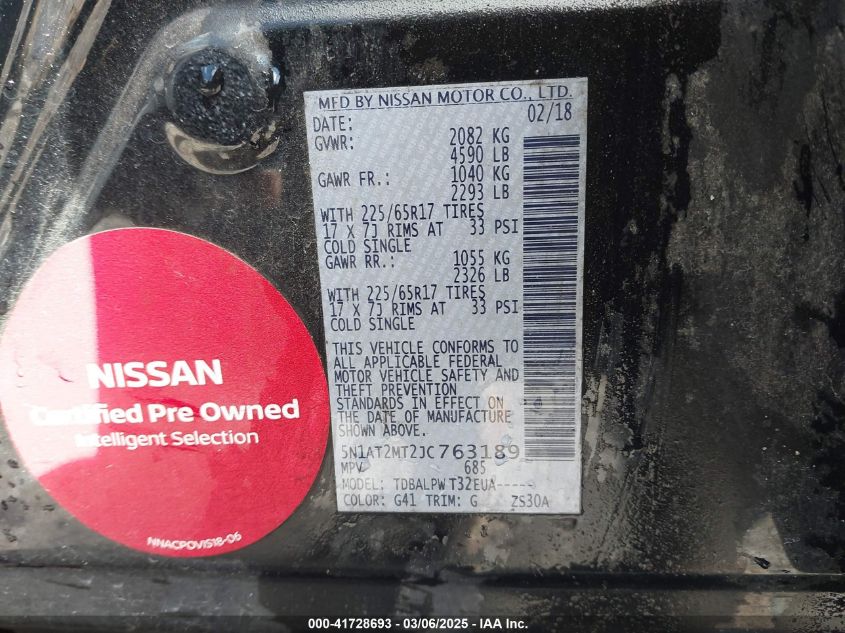 MFD BY NISSAN MOTOR CO., LTD.
DATE: 02/18
GVWR: 2082 KG
4590 LB
GAWR FR.: 1040 KG
2293 LB
WITH 225/65R17 TIRES
17 X 7J RIMS AT 33 PSI
COLD SINGLE
GAWR RR.: 1055 KG
2326 LB
WITH 225/65R17 TIRES
17 X 7J RIMS AT 33 PSI
COLD SINGLE
THIS VEHICLE CONFORMS TO
ALL APPLICABLE FEDERAL
MOTOR VEHICLE SAFETY AND
THEFT PREVENTION
STANDARDS IN EFFECT ON
THE DATE OF MANUFACTURE
SHOWN ABOVE.
5N1AT2MT2JC763189
MPV 685
MODEL: TDBALPW T32EUA-----
COLOR: G41 TRIM: G ZS30A
NISSAN
Certified Pre Owned
Intelligent Selection
NNACPOVIS18-06
000-41728693 - 03/06/2025 - IAA Inc.